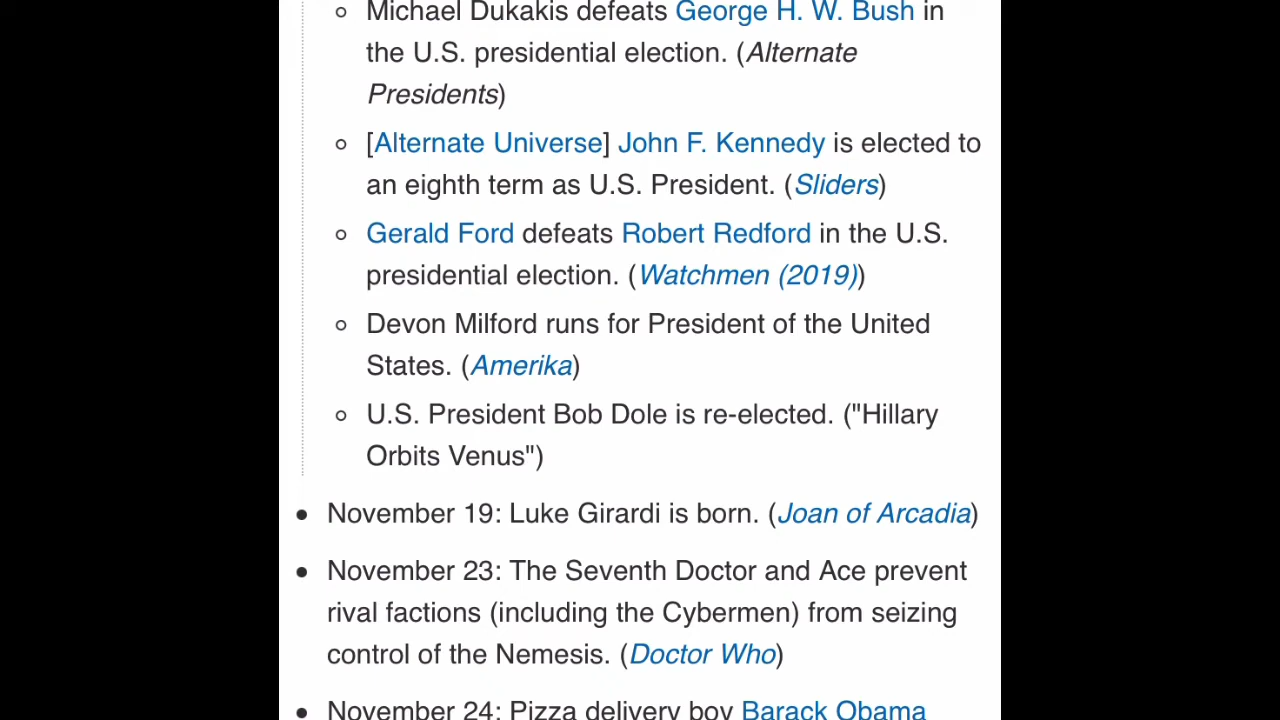 Michael Dukakis defeats George H. W. Bush in
the U.S. presidential election. (Alternate
Presidents)
[Alternate Universe] John F. Kennedy is elected to
an eighth term as U.S. President. (Sliders)
Gerald Ford defeats Robert Redford in the U.S.
presidential election. (Watchmen (2019))
Devon Milford runs for President of the United
States. (Amerika)
U.S. President Bob Dole is re-elected. ("Hillary
Orbits Venus")
November 19: Luke Girardi is born. (Joan of Arcadia)
November 23: The Seventh Doctor and Ace prevent
rival factions (including the Cybermen) from seizing
control of the Nemesis. (Doctor Who)
November 24: Pizza delivery boy Barack Obama